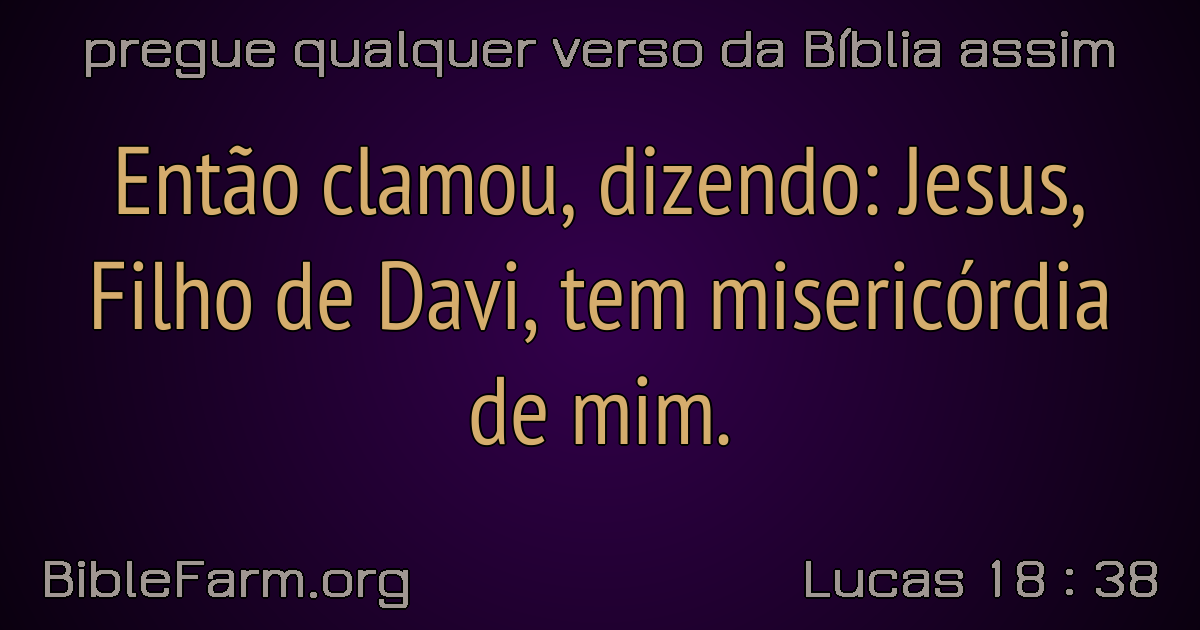 pregue qualquer verso da Bíblia assim
Então clamou, dizendo: Jesus,
Filho de Davi, tem misericórdia
de mim.
BibleFarm.org
Lucas 18 : 38